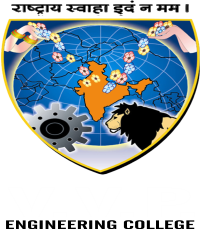 राष्ट्राय स्वाहा इदं न मम।
ENGINEERING COLLEGE